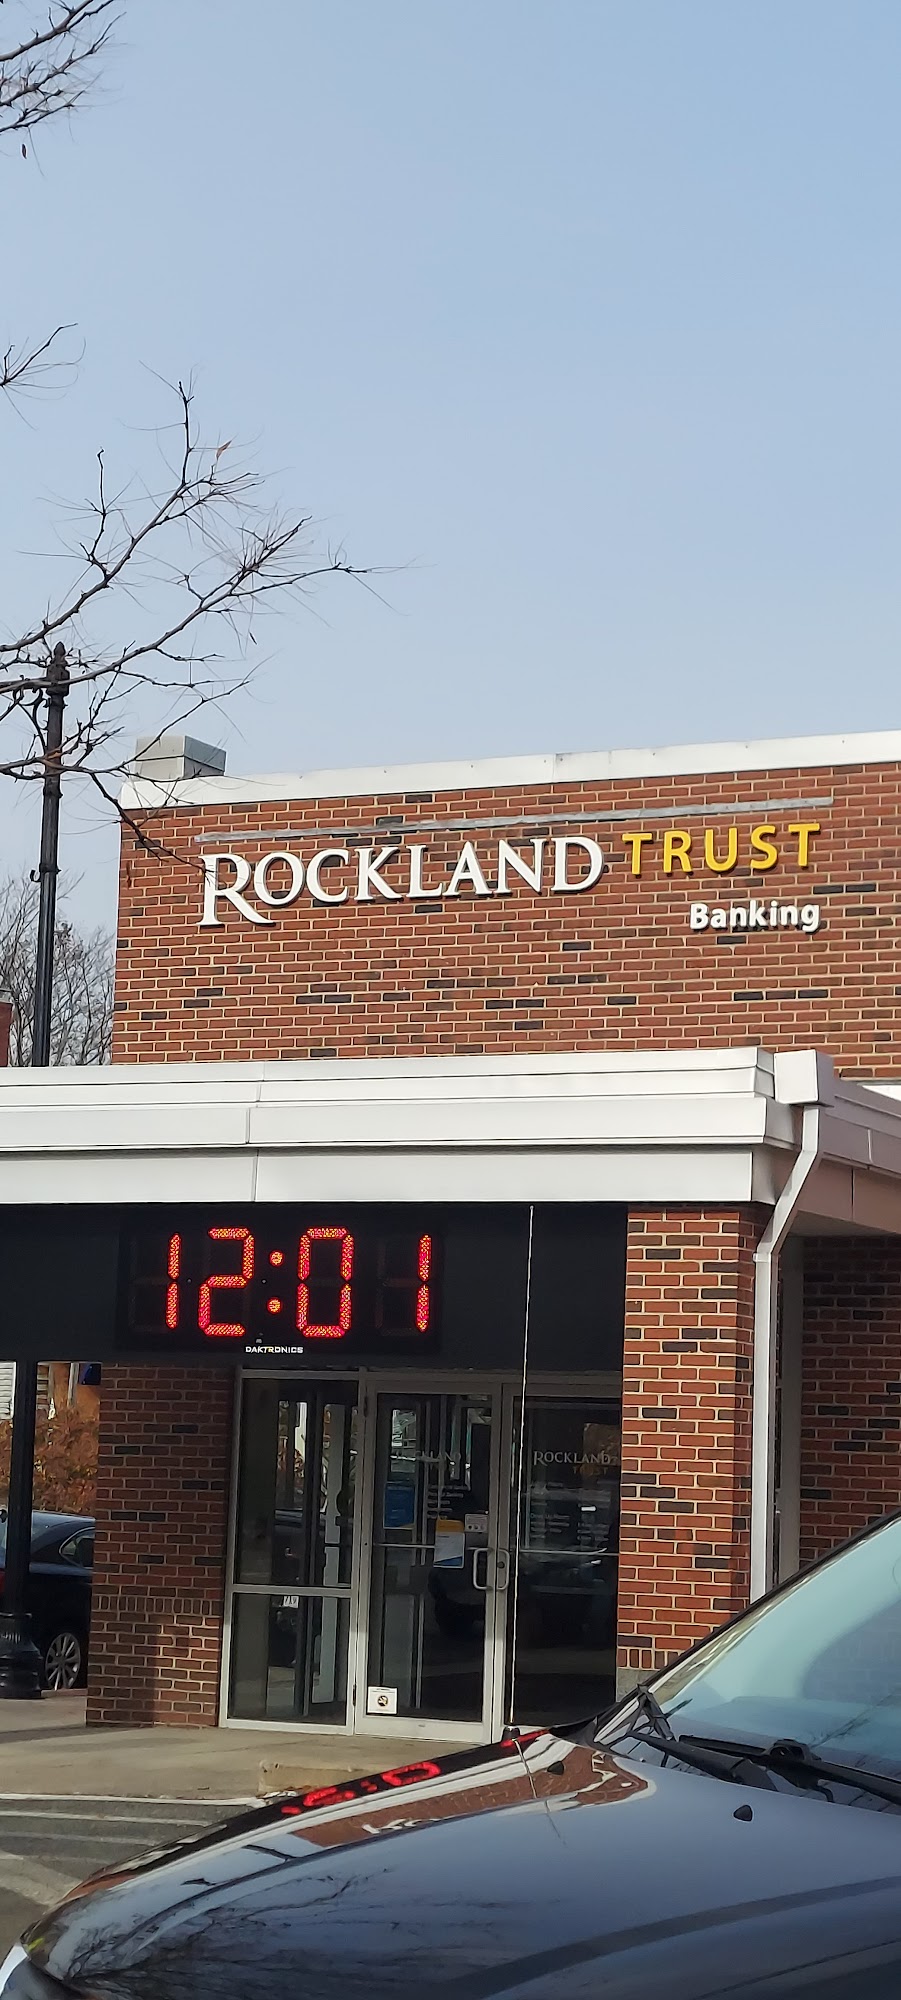 ROCKLAND TRUST
Banking
12:01
DAKTRONICS
ROCKLAND
TRUST